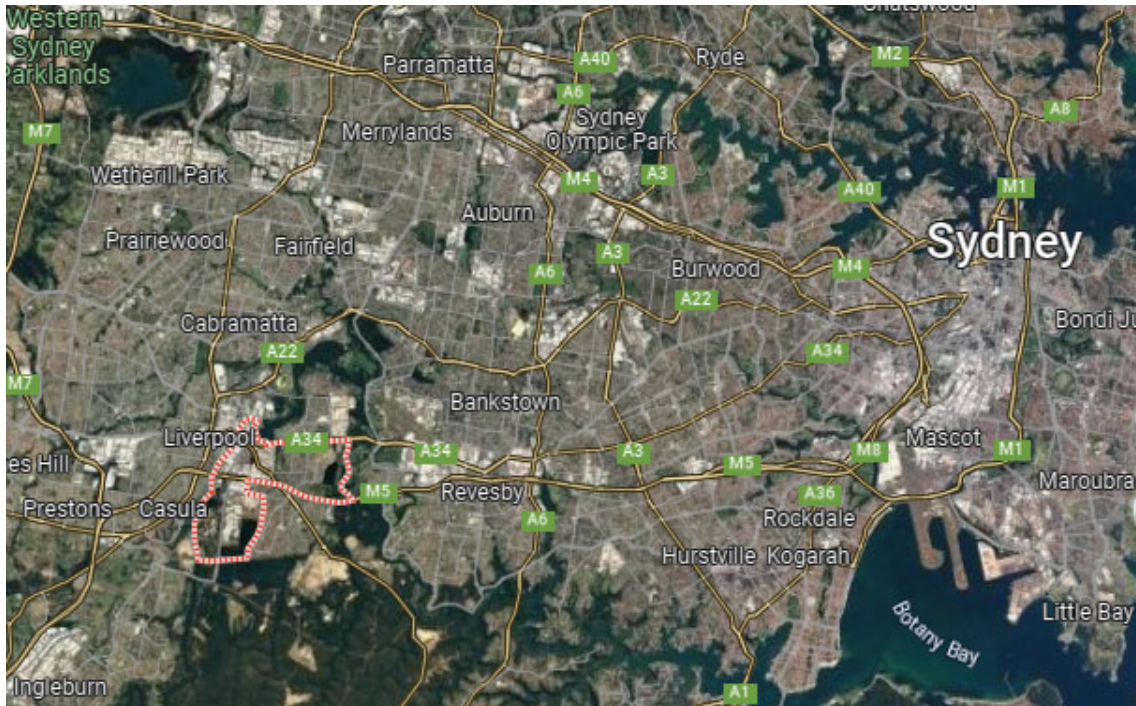 Chatswood
Western
Sydney
Parklands
M2
Parramatta
A40
Ryde
A6
A8
Sydney
Olympic Park
M7
Merrylands
Wetherill Park
M4
A3
A40
M1
Auburn
Prairiewood
Fairfield
A3
Burwood
M4
Sydney
A6
A22
Cabramatta
Bondi Ju
A22
A34
M7
Bankstown
Liverpool
A34
A34
A3
M8
Mascot
M1
es Hill
M5
M5
Revesby
A36
Maroubra
Prestons
Casula
A6
Rockdale
Hurstville
Kogarah
Little Bay
Botany Bay
Ingleburn
A1